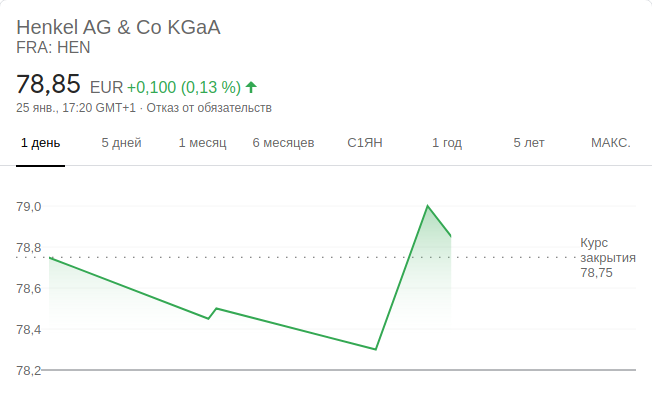 Henkel AG & Co KGaA
FRA: HEN
78,85 EUR +0,100 (0,13 %)
25 янв., 17:20 GMT+1 · Отказ от обязательств
1 день 5 дней 1 месяц 6 месяцев С1ЯН 1 год 5 лет МАКС.
79,0
78,8
78,6
78,4
78,2
Курс
закрытия
78,75